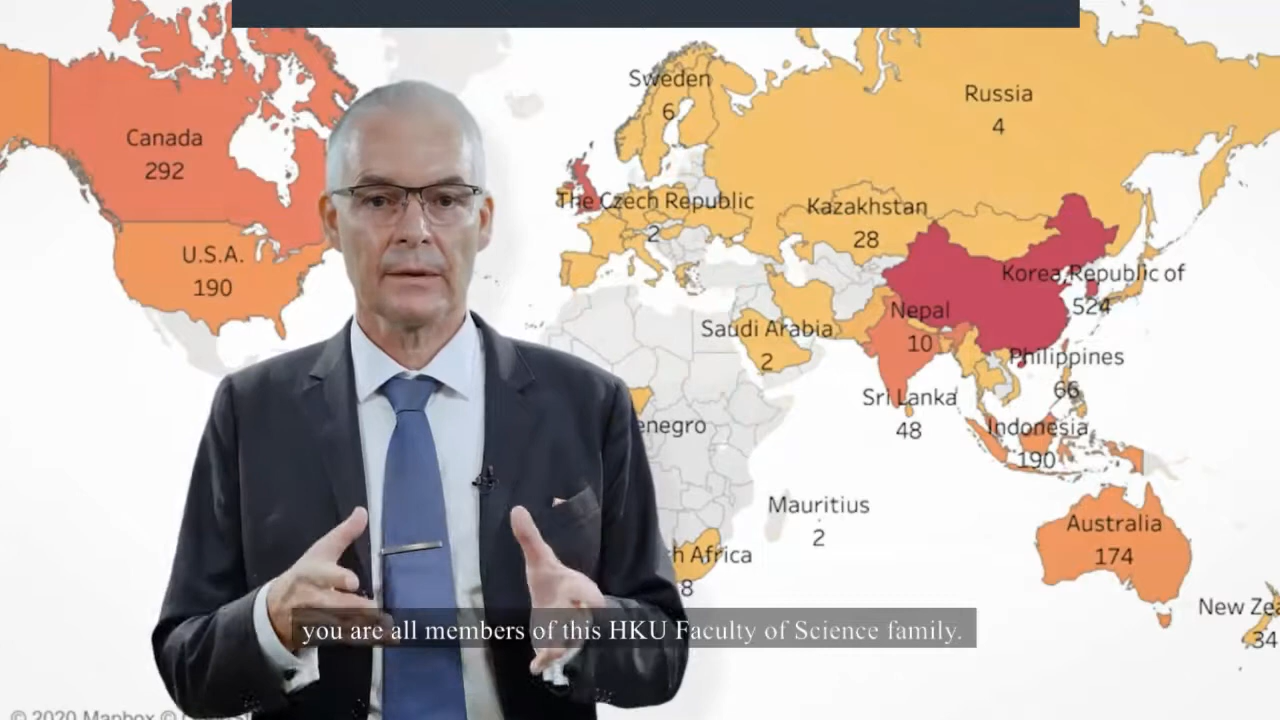 Sweden
6
Russia
4
Canada
292
The Czech Republic
2
Kazakhstan
28
U.S.A.
190
Korea, Republic of
524
Nepal
10
Saudi Arabia
2
Philippines
66
Sri Lanka
48
enegro
Indonesia
190
Mauritius
2
Australia
174
h Africa
8
New Zea
34
you are all members of this HKU Faculty of Science family.
© 2020 Mapbox ©